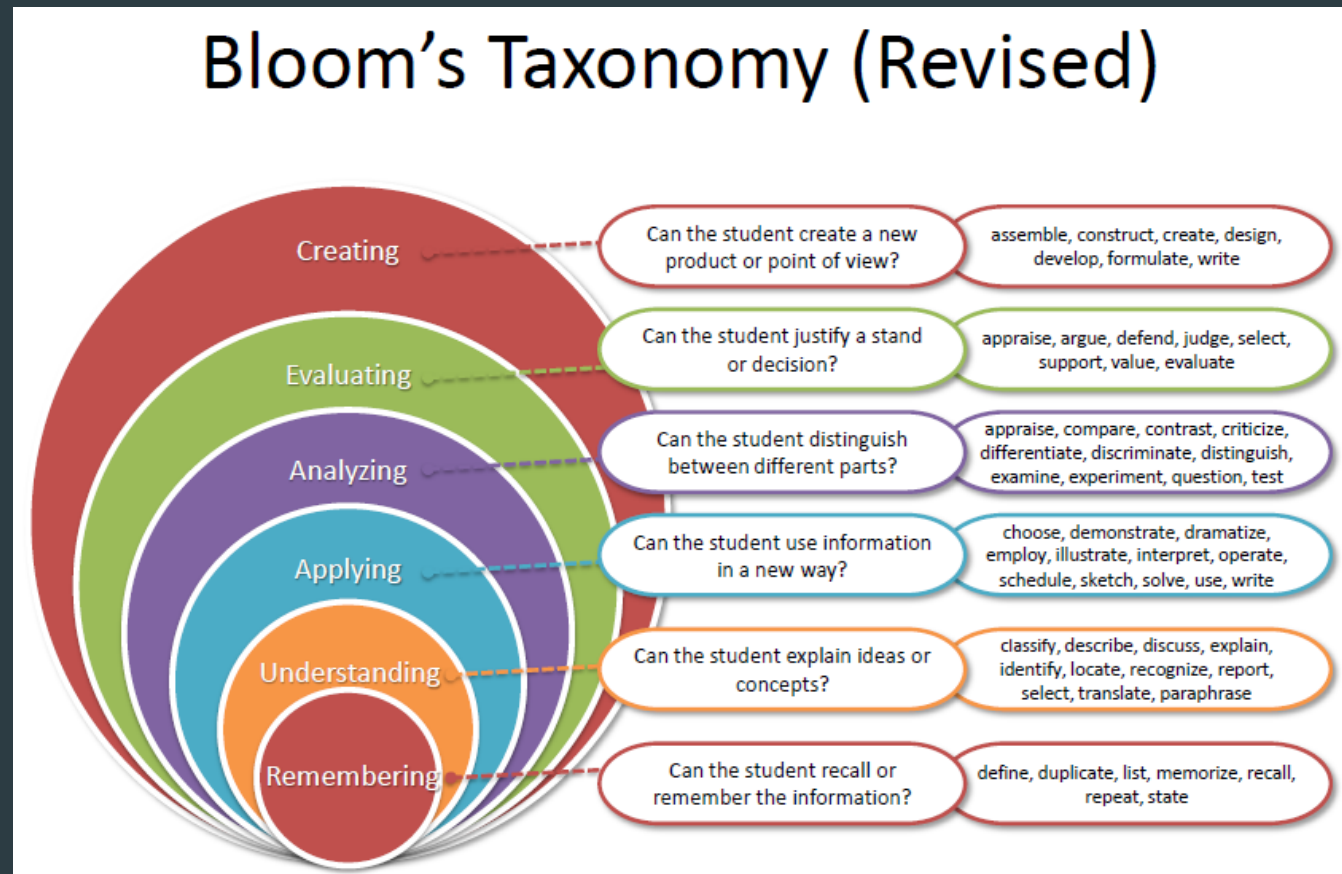 Bloom's Taxonomy (Revised)
Creating
Can the student create a new
product or point of view?
assemble, construct, create, design,
develop, formulate, write
Evaluating
Can the student justify a stand
or decision?
appraise, argue, defend, judge, select,
support, value, evaluate
Analyzing
Can the student distinguish
between different parts?
appraise, compare, contrast, criticize,
differentiate, discriminate, distinguish,
examine, experiment, question, test
Applying
Can the student use information
in a new way?
choose, demonstrate, dramatize,
employ, illustrate, interpret, operate,
schedule, sketch, solve, use, write
Understanding
Can the student explain ideas or
concepts?
classify, describe, discuss, explain,
identify, locate, recognize, report,
select, translate, paraphrase
Remembering
Can the student recall or
remember the information?
define, duplicate, list, memorize, recall,
repeat, state